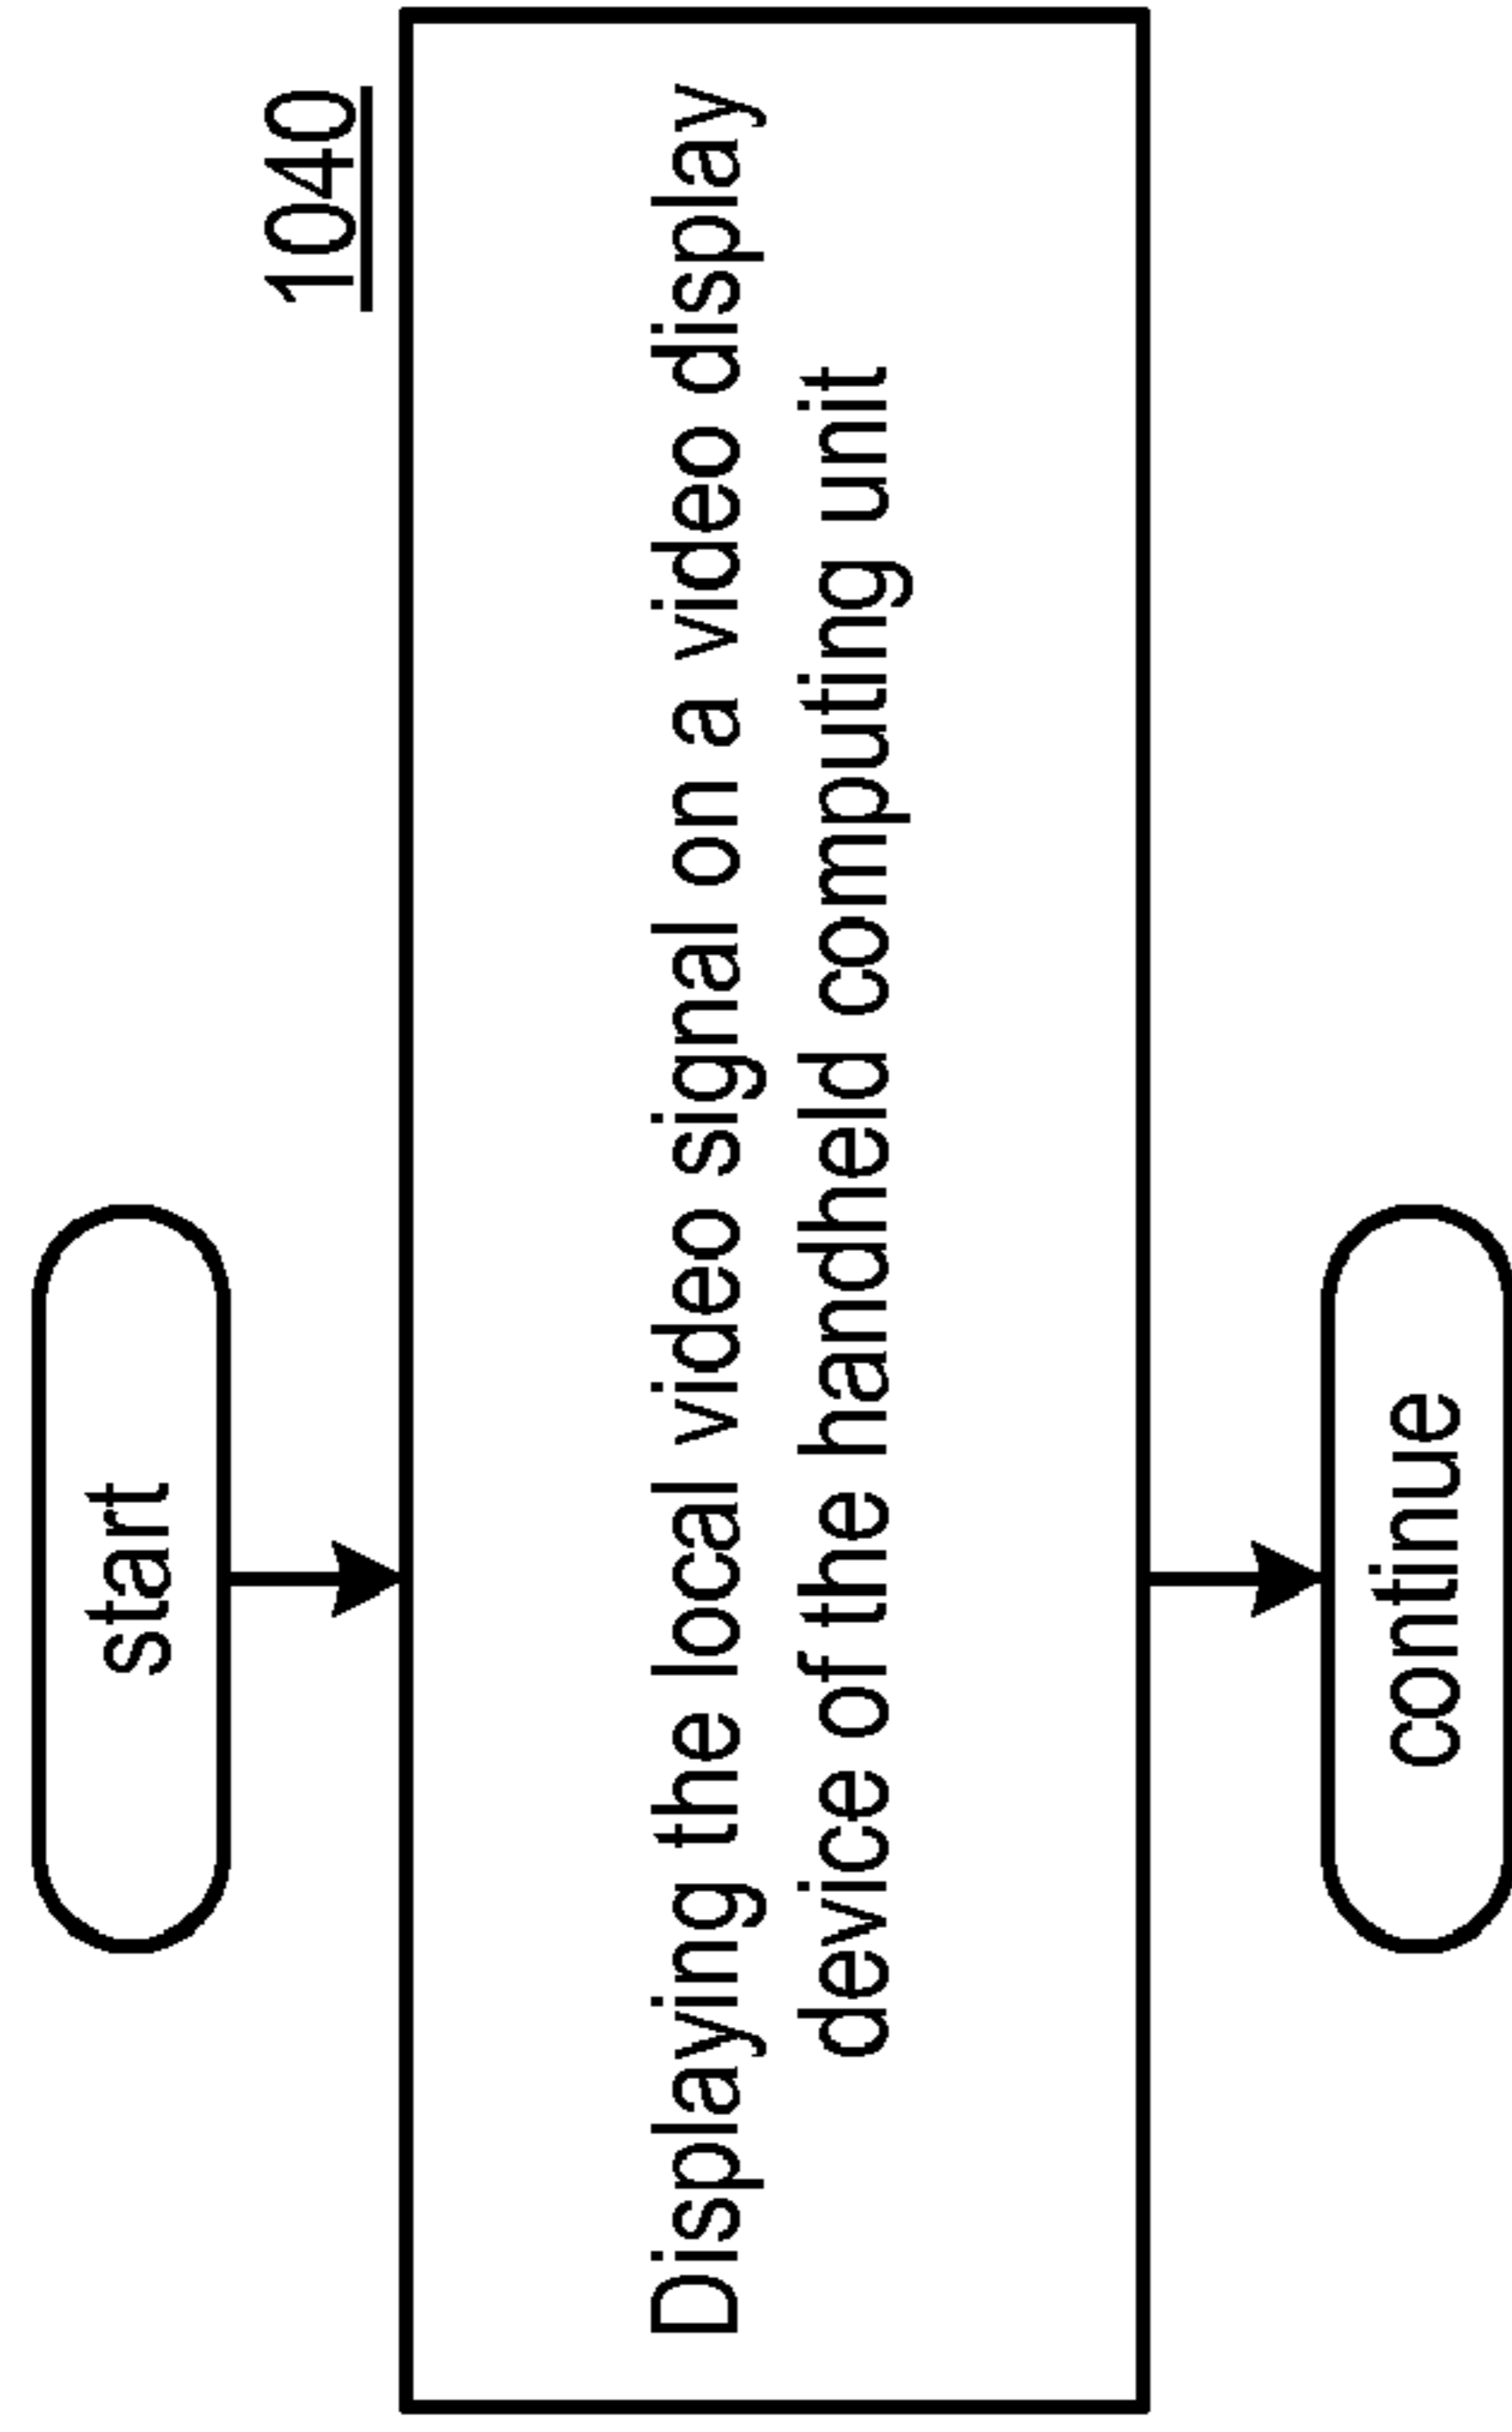 start
1040
Displaying the local video signal on a video display
device of the handheld computing unit
continue